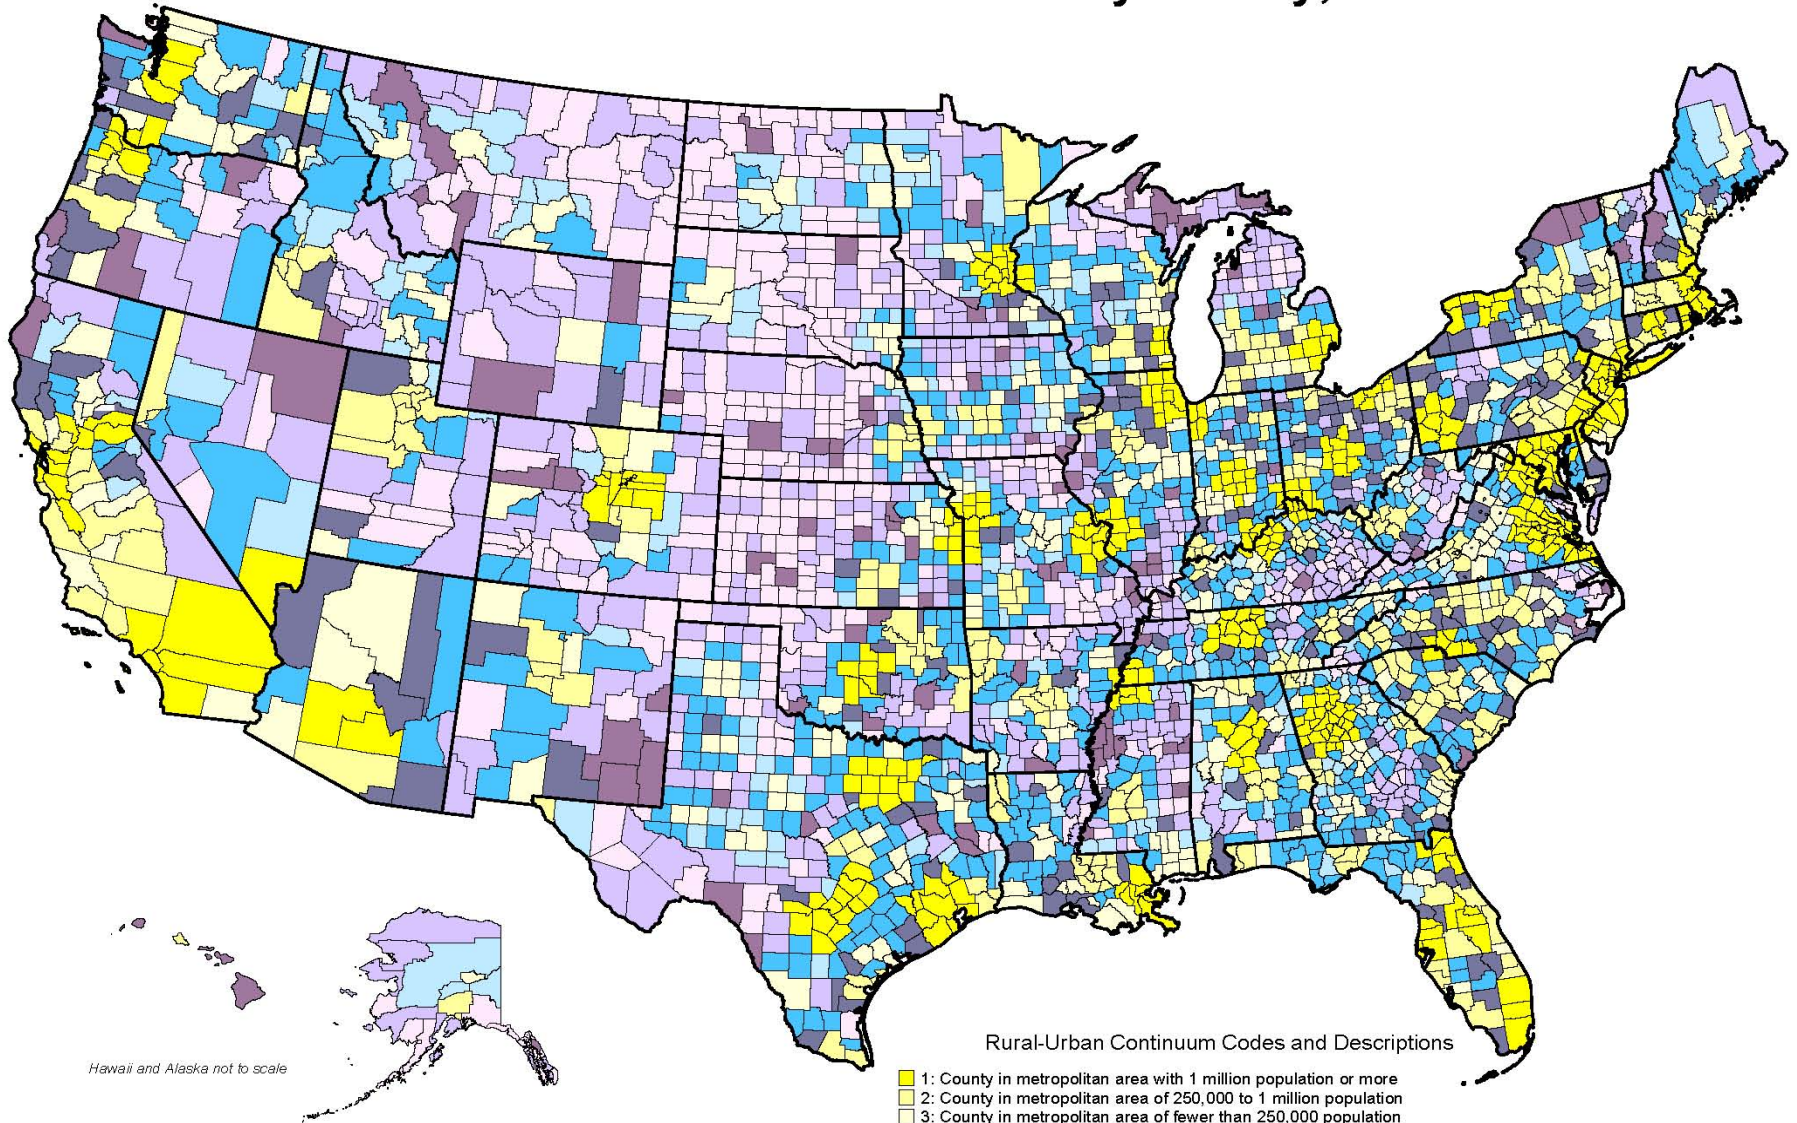 Rural-Urban Continuum Codes and Descriptions
Hawaii and Alaska not to scale
1: County in metropolitan area with 1 million population or more
2: County in metropolitan area of 250,000 to 1 million population
3: County in metropolitan area of fewer than 250,000 population